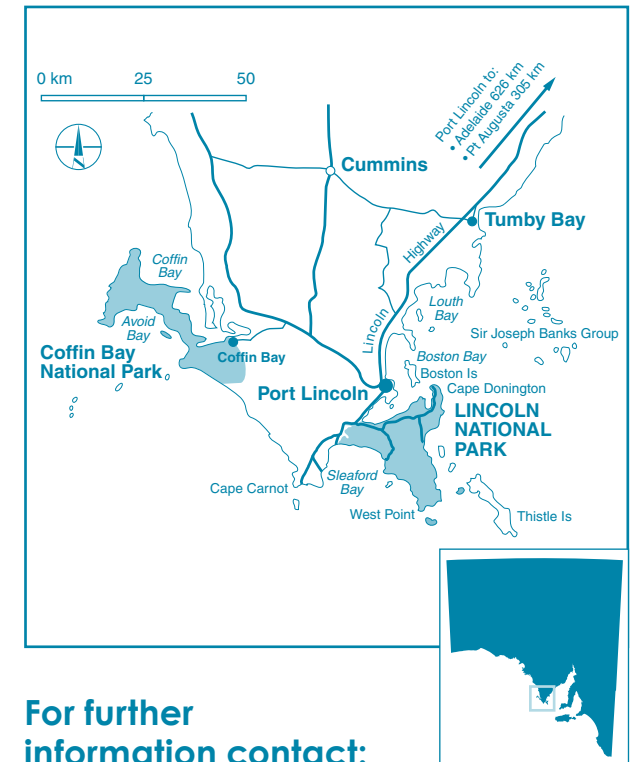 0 km 25 50
Port Lincoln to:
• Adelaide 626 km
• Pt Augusta 305 km
Cummins
Tumby Bay
Highway
Coffin
Bay
Louth
Bay
Avoid
Bay
Lincoln
Sir Joseph Banks Group
Coffin Bay
National Park
Coffin Bay
Boston Bay
Boston Is
Port Lincoln
Cape Donington
LINCOLN
NATIONAL
PARK
Sleaford
Bay
Cape Carnot
West Point
Thistle Is
For further
information contact: